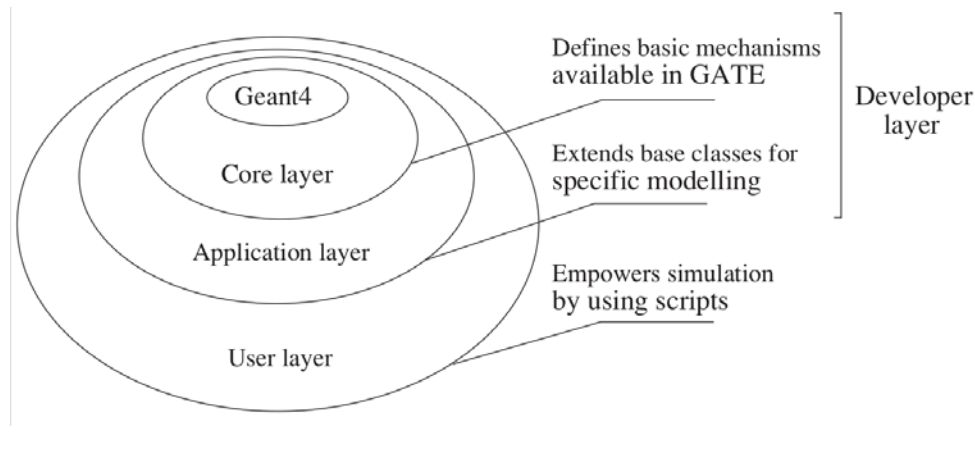 Geant4
Core layer
Application layer
User layer
Defines basic mechanisms
available in GATE
Extends base classes for
specific modelling
Empowers simulation
by using scripts
Developer
layer